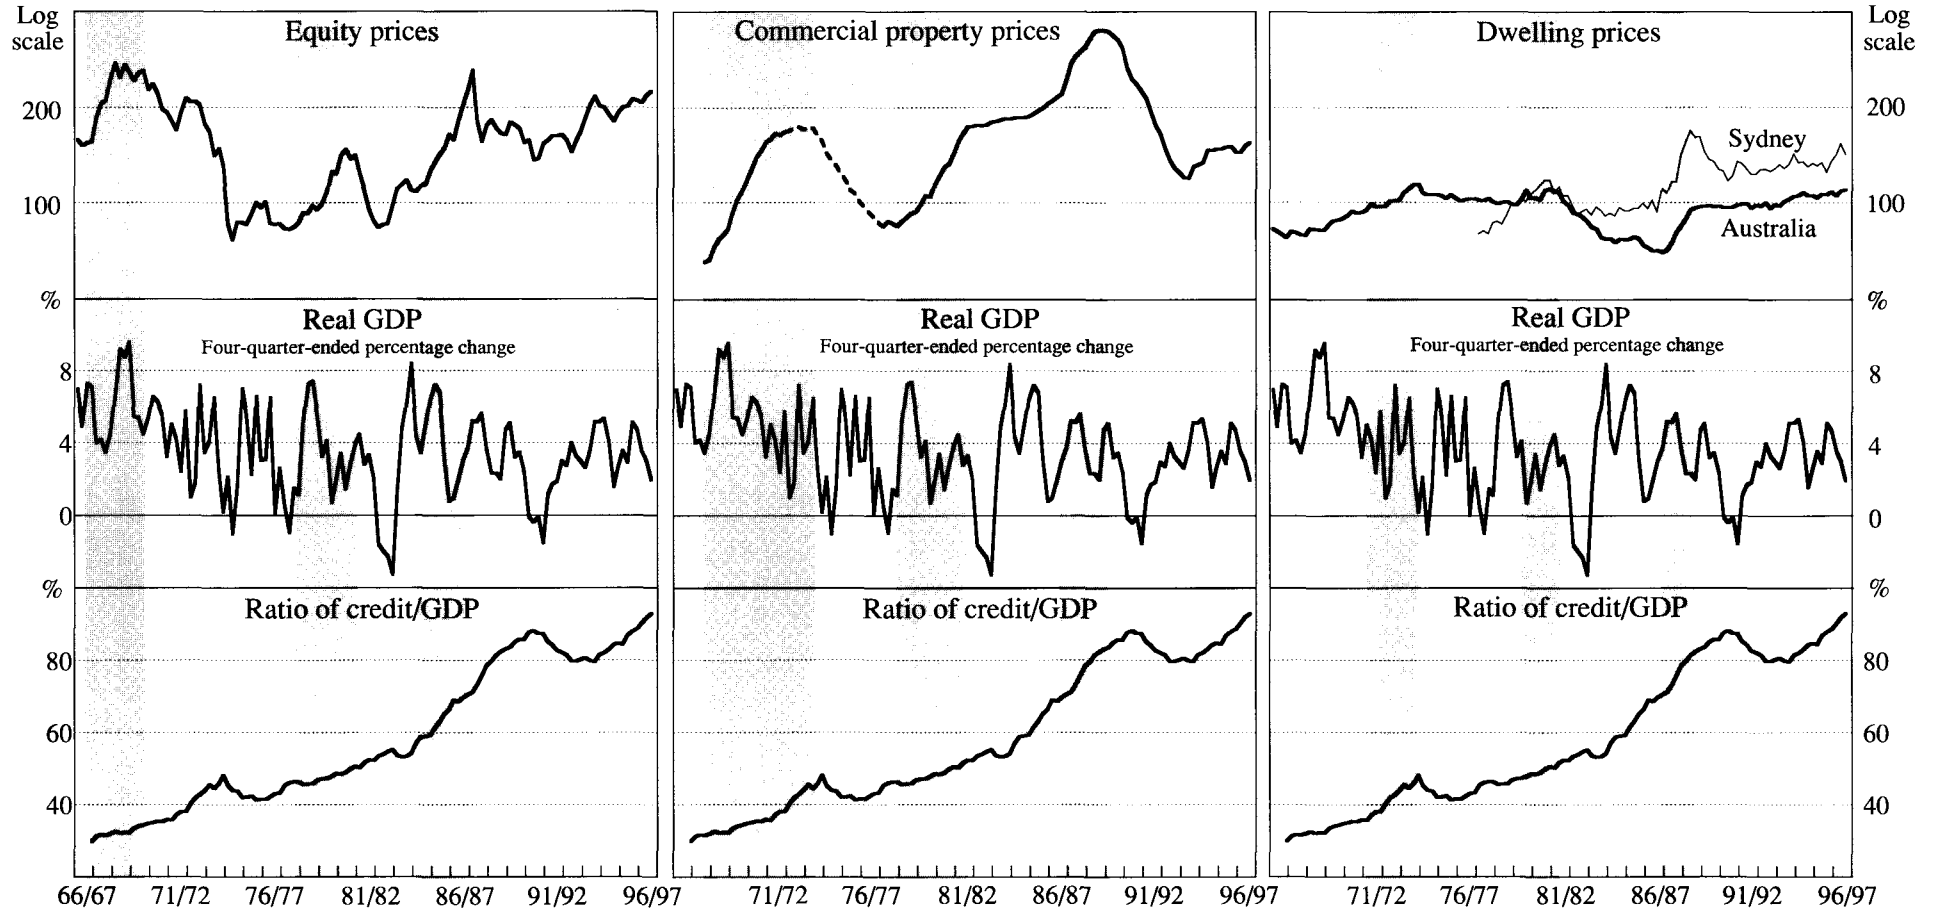 Log
scale
Equity prices
Commercial property prices
Dwelling prices
Log
scale
200
100
Sydney
Australia
200
100
%
Real GDP
Four-quarter-ended percentage change
Real GDP
Four-quarter-ended percentage change
Real GDP
Four-quarter-ended percentage change
%
8
4
0
8
4
0
%
Ratio of credit/GDP
Ratio of credit/GDP
Ratio of credit/GDP
%
80
60
40
80
60
40
66/67 71/72 76/77 81/82 86/87 91/92 96/97
71/72 76/77 81/82 86/87 91/92 96/97
71/72 76/77 81/82 86/87 91/92 96/97